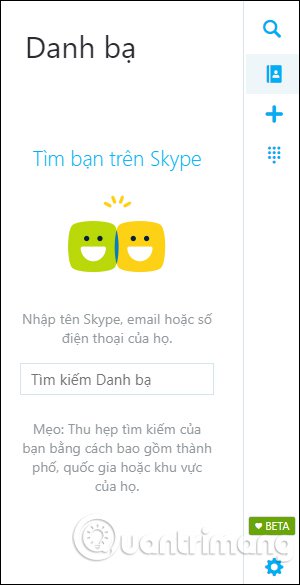 Danh bạ
Tìm bạn trên Skype
Nhập tên Skype, email hoặc số
điện thoại của họ.
Tìm kiếm Danh bạ
Mẹo: Thu hẹp tìm kiếm của
bạn bằng cách bao gồm thành
phố, quốc gia hoặc khu vực
của họ.
BETA
Quantrimang